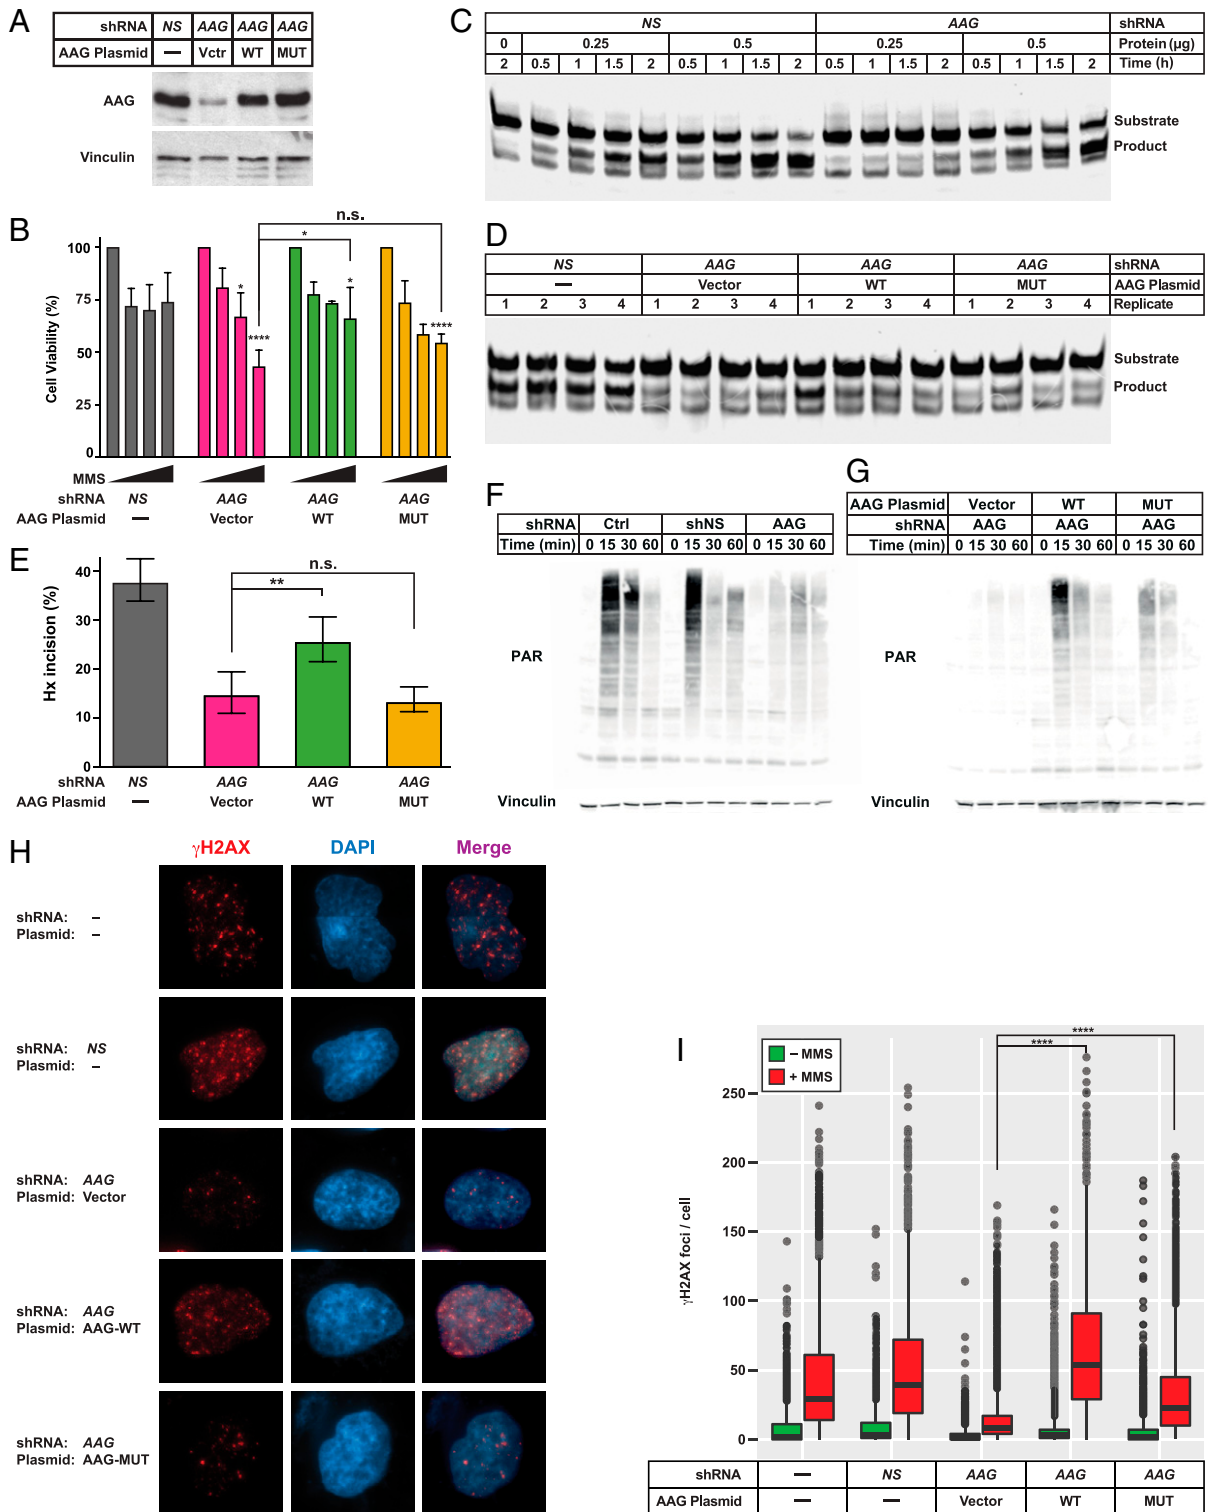 A
shRNA NS AAG AAG AAG
AAG Plasmid — Vctr WT MUT
AAG
Vinculin
B
n.s.
*
* * **** ****
100
75
50
25
0
Cell Viability (%)
MMS
shRNA NS AAG AAG AAG
AAG Plasmid — Vector WT MUT
C
NS AAG shRNA
0 0.25 0.5 0.25 0.5 Protein (µg)
2 0.5 1 1.5 2 0.5 1 1.5 2 0.5 1 1.5 2 0.5 1 1.5 2 Time (h)
Substrate
Product
D
NS AAG AAG AAG shRNA
— Vector WT MUT AAG Plasmid
1 2 3 4 1 2 3 4 1 2 3 4 1 2 3 4 Replicate
Substrate
Product
E
n.s.
**
40
30
20
10
0
Hx incision (%)
shRNA NS AAG AAG AAG
AAG Plasmid — Vector WT MUT
F
shRNA Ctrl shNS AAG
Time (min) 0 15 30 60 0 15 30 60 0 15 30 60
PAR
Vinculin
G
AAG Plasmid Vector WT MUT
shRNA AAG AAG AAG
Time (min) 0 15 30 60 0 15 30 60 0 15 30 60
PAR
Vinculin
H
γH2AX DAPI Merge
shRNA: –
Plasmid: –
shRNA: NS
Plasmid: –
shRNA: AAG
Plasmid: Vector
shRNA: AAG
Plasmid: AAG-WT
shRNA: AAG
Plasmid: AAG-MUT
I
– MMS
+ MMS
****
****
250
200
150
100
50
0
γH2AX foci / cell
shRNA — NS AAG AAG AAG
AAG Plasmid — — Vector WT MUT